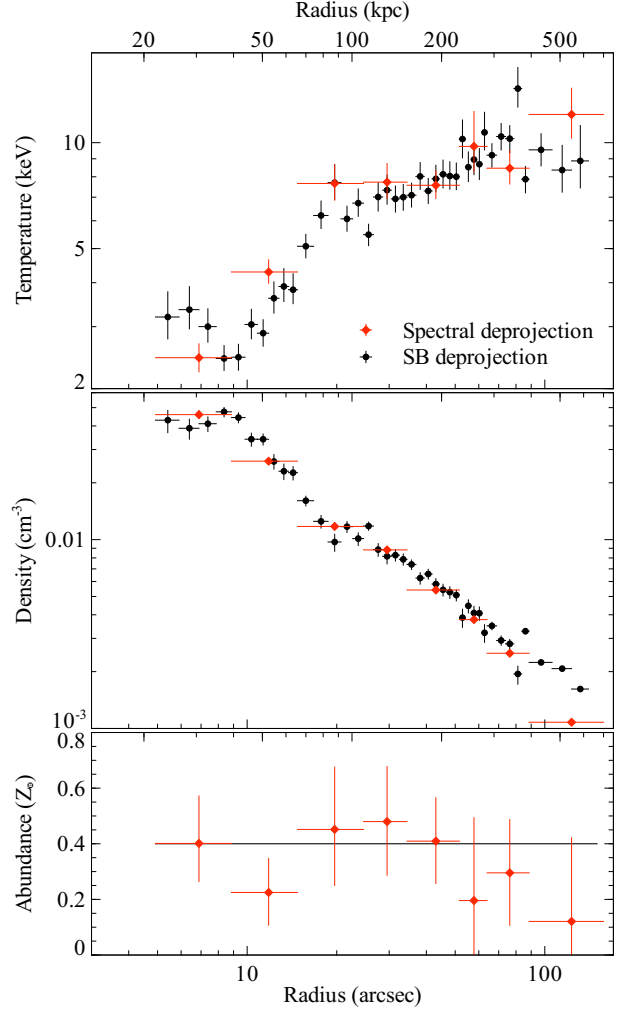 Radius (kpc)
20 50 100 200 500
Temperature (keV)
10
5
2
Spectral deprojection
SB deprojection
Density (cm⁻³)
0.01
10⁻³
Abundance (Z⊙)
0.8
0.6
0.4
0.2
0
10 100
Radius (arcsec)